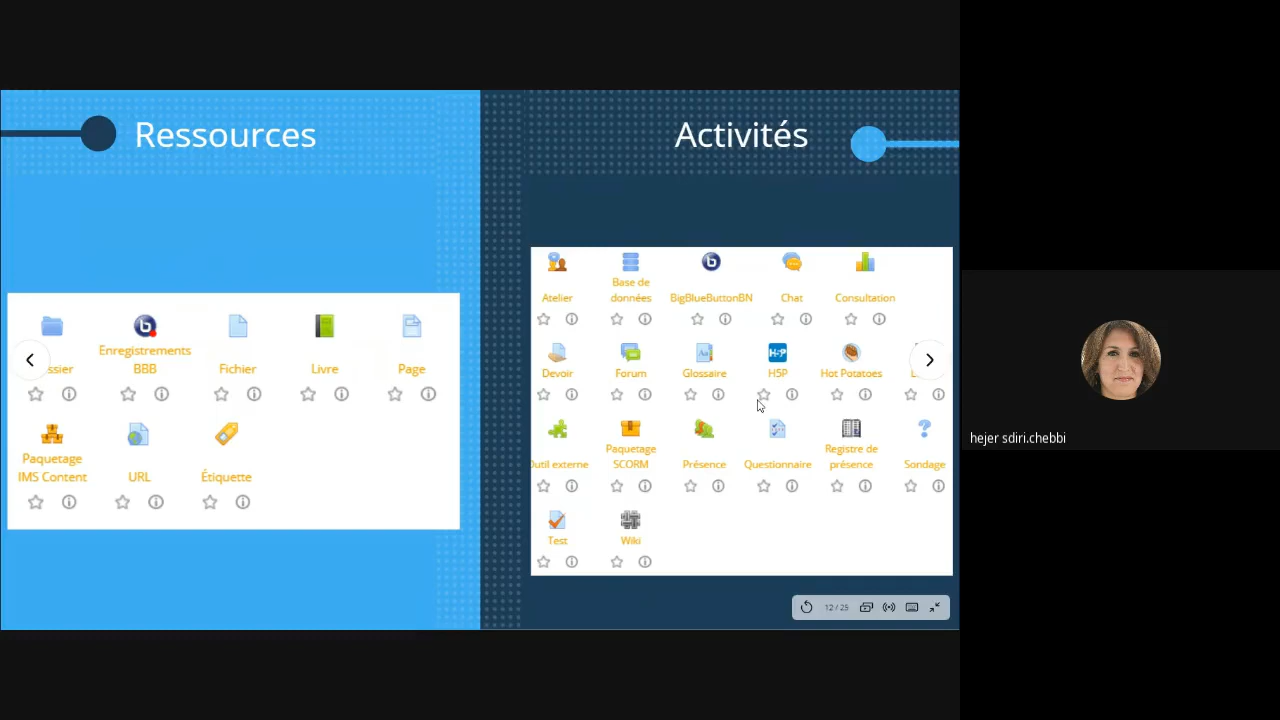 Ressources
Enregistrements
BBB
Fichier
Livre
Page
Paquetage
IMS Content
URL
Étiquette
Activités
Atelier
Base de
données
BigBlueButtonBN
Chat
Consultation
Devoir
Forum
Glossaire
H5P
Hot Potatoes
Paquetage
SCORM
Présence
Questionnaire
Registre de
présence
Sondage
Test
Wiki
12 / 25
hejer sdiri.chebbi